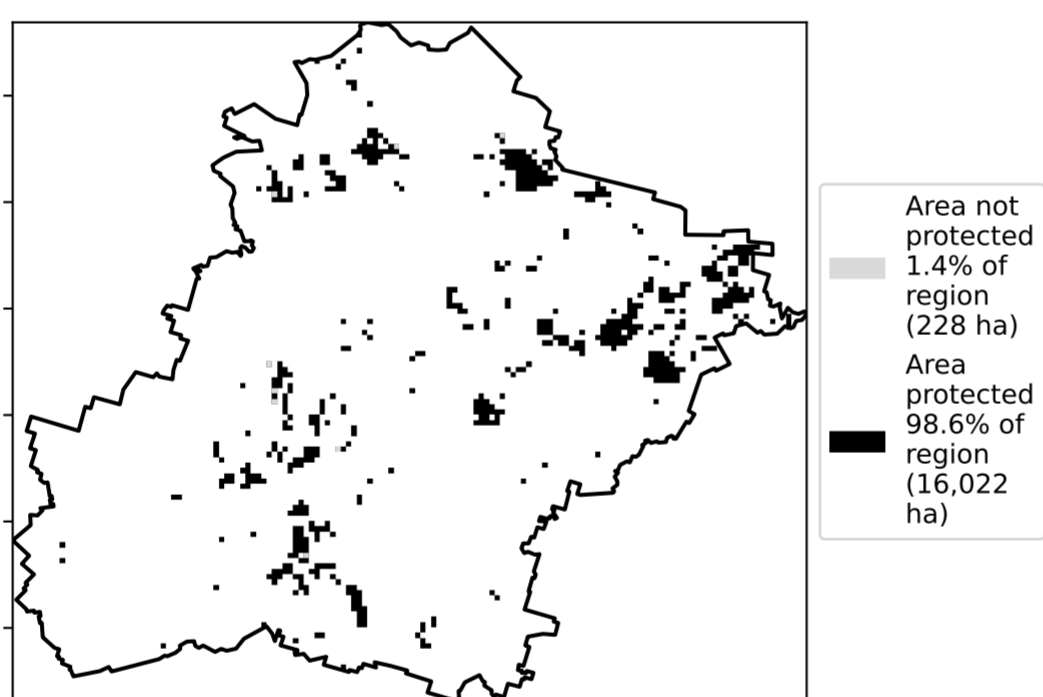 Area not
protected
1.4% of
region
(228 ha)
Area
protected
98.6% of
region
(16,022
ha)